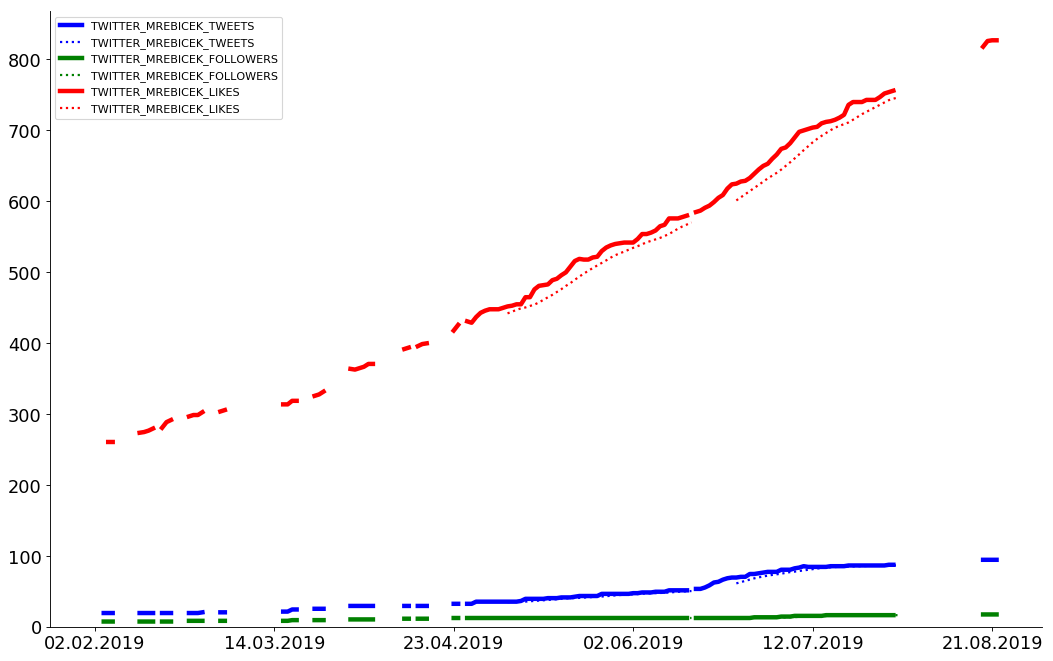 TWITTER_MREBICEK_TWEETS
TWITTER_MREBICEK_TWEETS
TWITTER_MREBICEK_FOLLOWERS
TWITTER_MREBICEK_FOLLOWERS
TWITTER_MREBICEK_LIKES
TWITTER_MREBICEK_LIKES
800
700
600
500
400
300
200
100
0
02.02.2019 14.03.2019 23.04.2019 02.06.2019 12.07.2019 21.08.2019